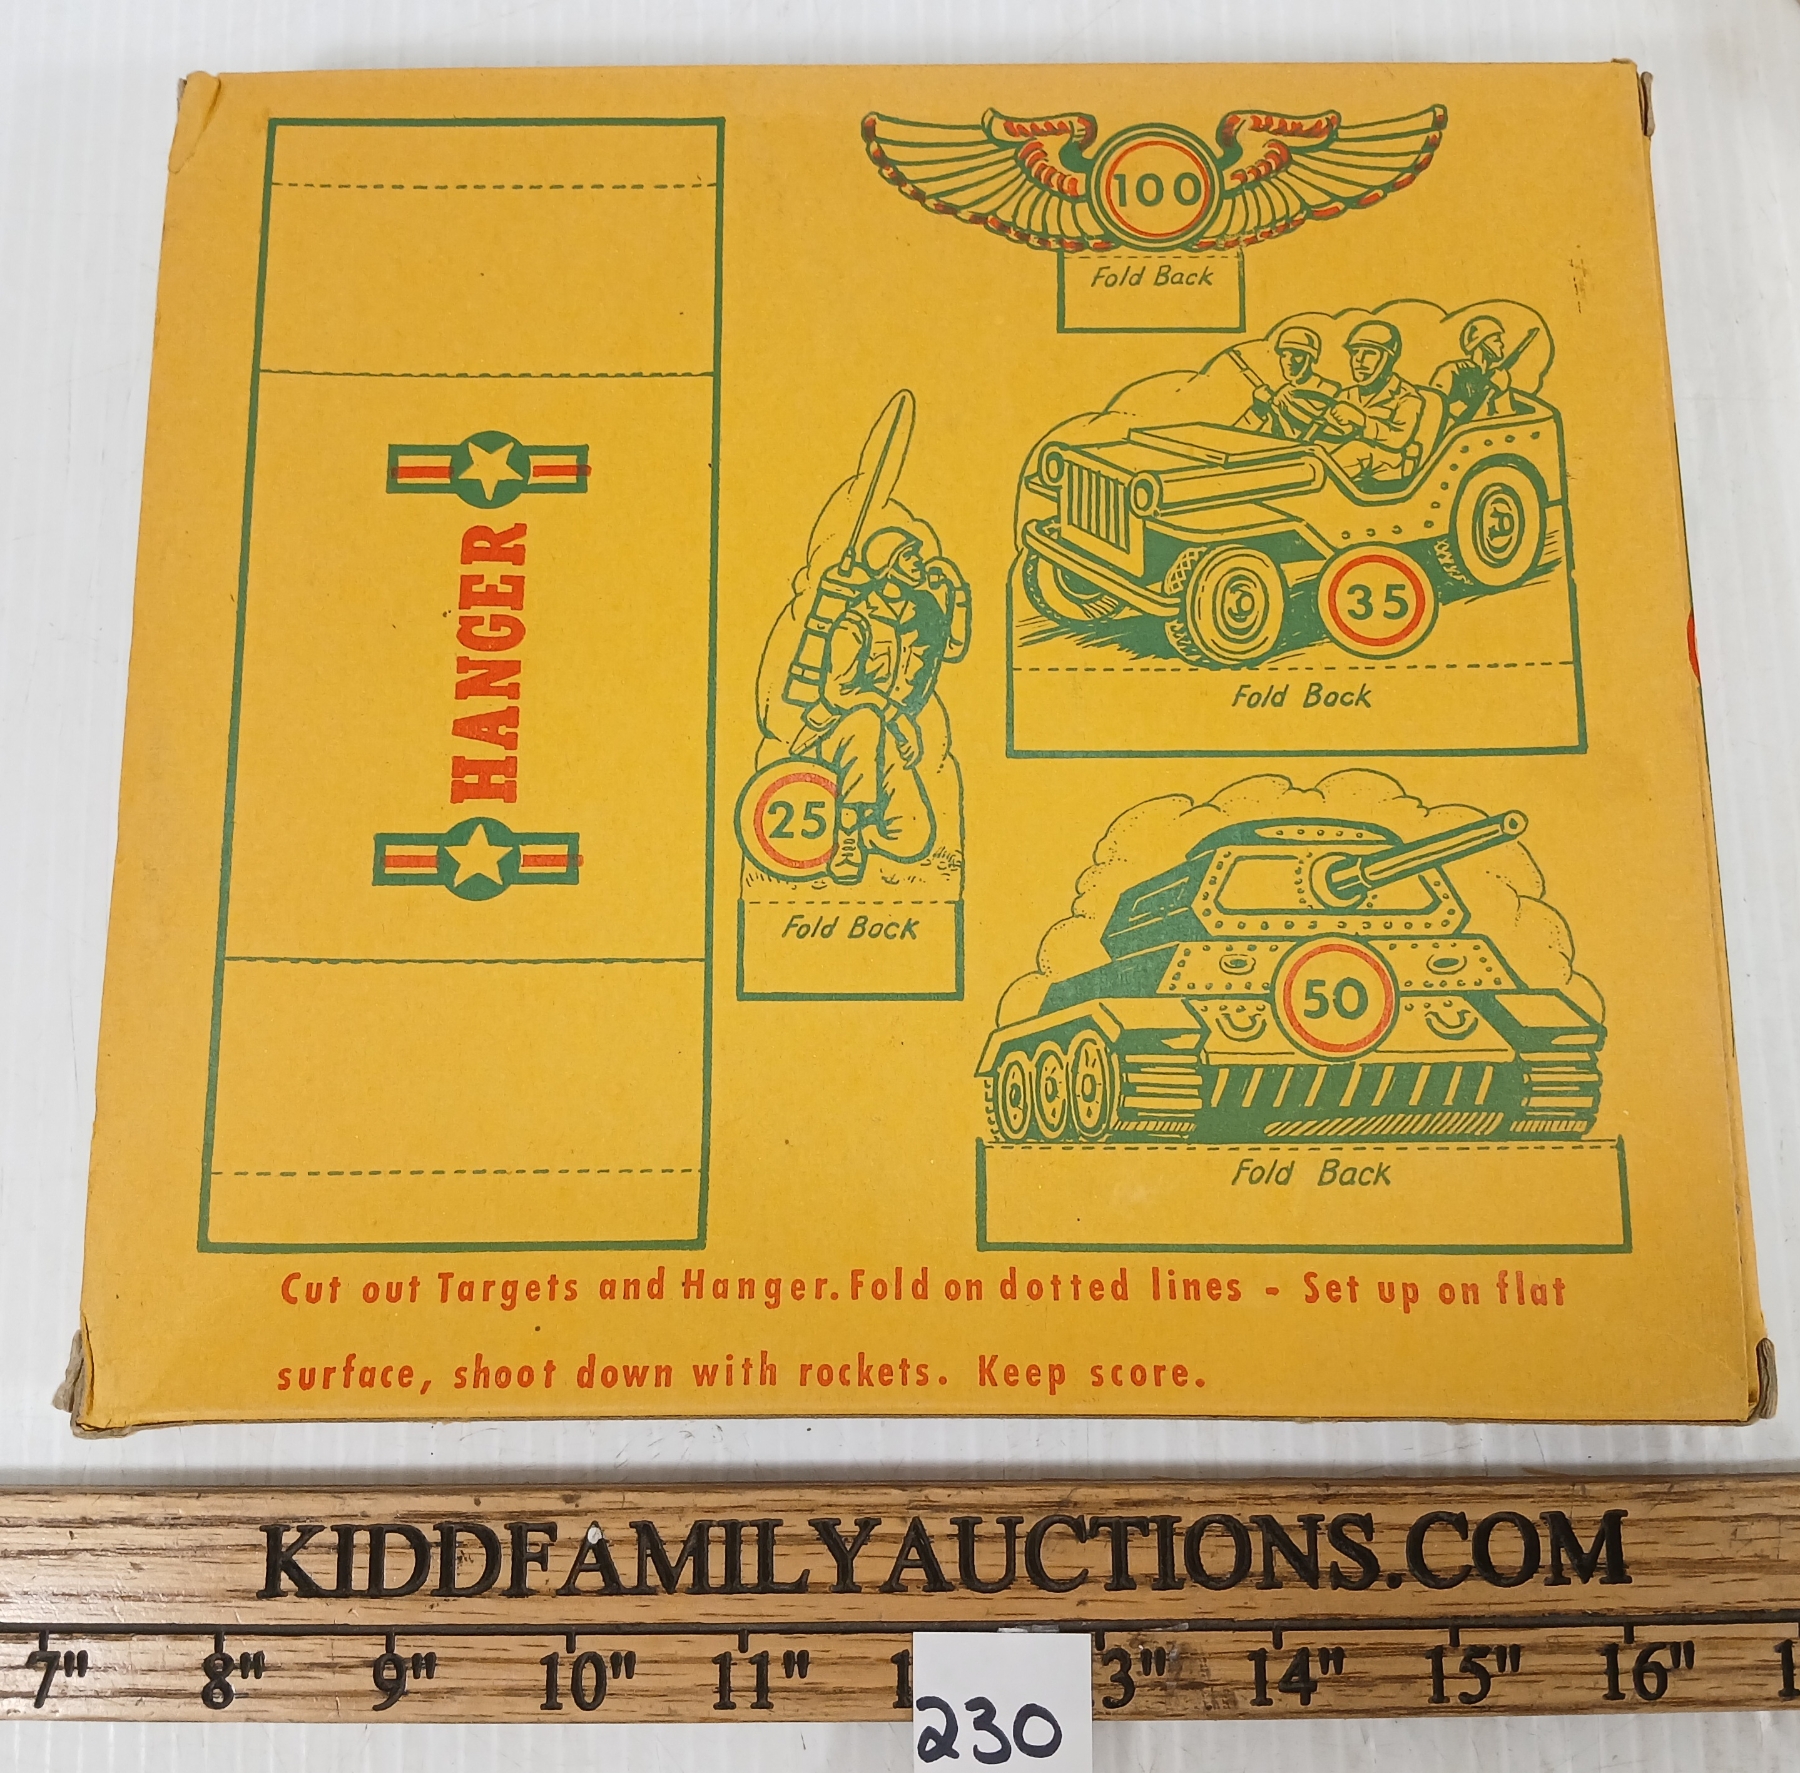 100
Fold Back
HANGER
35
Fold Back
25
Fold Back
50
Fold Back
Cut out Targets and Hanger. Fold on dotted lines - Set up on flat
surface, shoot down with rockets. Keep score.
KIDDFAMILYAUCTIONS.COM
7" 8" 9" 10" 11" 1 3" 14" 15" 16" 1
230